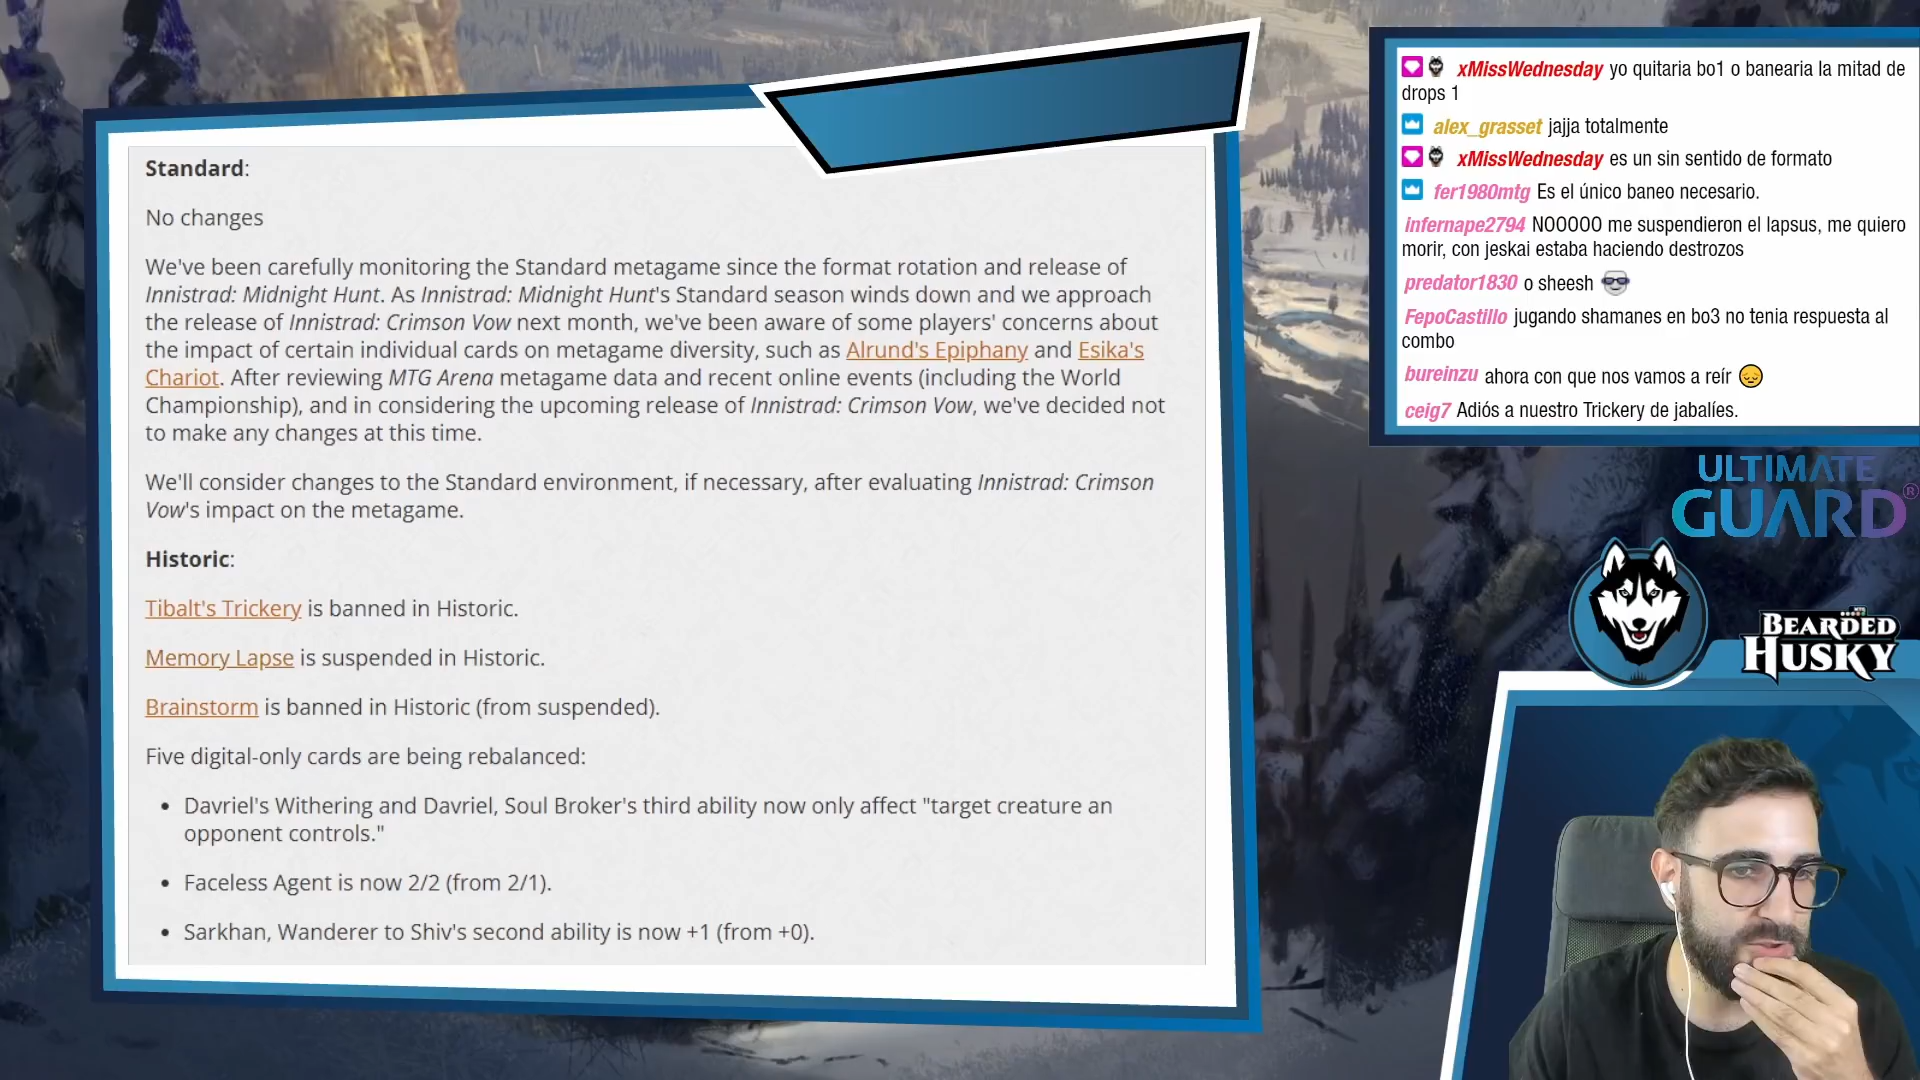 Standard:
No changes
We've been carefully monitoring the Standard metagame since the format rotation and release of
Innistrad: Midnight Hunt. As Innistrad: Midnight Hunt's Standard season winds down and we approach
the release of Innistrad: Crimson Vow next month, we've been aware of some players' concerns about
the impact of certain individual cards on metagame diversity, such as Alrund's Epiphany and Esika's
Chariot. After reviewing MTG Arena metagame data and recent online events (including the World
Championship), and in considering the upcoming release of Innistrad: Crimson Vow, we've decided not
to make any changes at this time.
We'll consider changes to the Standard environment, if necessary, after evaluating Innistrad: Crimson
Vow's impact on the metagame.
Historic:
Tibalt's Trickery is banned in Historic.
Memory Lapse is suspended in Historic.
Brainstorm is banned in Historic (from suspended).
Five digital-only cards are being rebalanced:
• Davriel's Withering and Davriel, Soul Broker's third ability now only affect "target creature an
opponent controls."
• Faceless Agent is now 2/2 (from 2/1).
• Sarkhan, Wanderer to Shiv's second ability is now +1 (from +0).
xMissWednesday yo quitaria bo1 o banearia la mitad de
drops 1
alex_grasset jajja totalmente
xMissWednesday es un sin sentido de formato
fer1980mtg Es el único baneo necesario.
infernape2794 NOOOOO me suspendieron el lapsus, me quiero
morir, con jeskai estaba haciendo destrozos
predator1830 o sheesh
FepoCastillo jugando shamanes en bo3 no tenia respuesta al
combo
bureinzu ahora con que nos vamos a reír
ceig7 Adiós a nuestro Trickery de jabalíes.
ULTIMATE
GUARD®
BEARDED
HUSKY